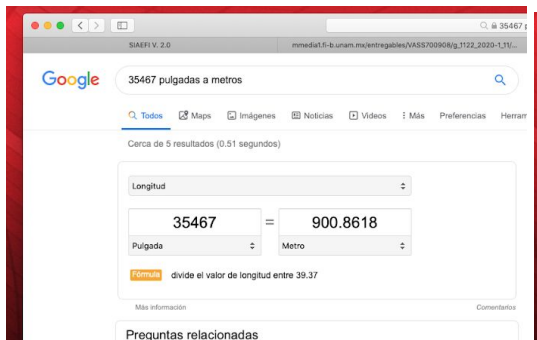 35467 p
SIAEFI V. 2.0
mmedia1.fi-b.unam.mx/entregables/VASS700908/g_1122_2020-1_11/...
Google
35467 pulgadas a metros
Todos Maps Imágenes Noticias Videos Más Preferencias Herram
Cerca de 5 resultados (0.51 segundos)
Longitud
35467 = 900.8618
Pulgada Metro
Fórmula divide el valor de longitud entre 39.37
Más información Comentarios
Preguntas relacionadas